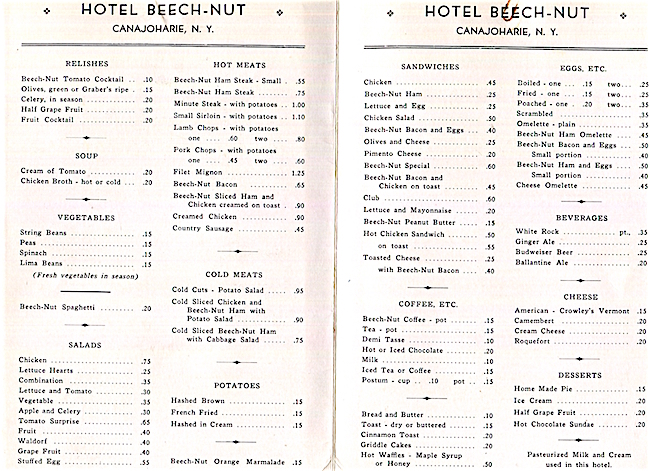 HOTEL BEECH-NUT
CANAJOHARIE, N. Y.
RELISHES
Beech-Nut Tomato Cocktail .. .10
Olives, green or Graber's ripe . .15
Celery, in season .20
Half Grape Fruit .20
Fruit Cocktail .20
SOUP
Cream of Tomato .20
Chicken Broth - hot or cold ... .20
VEGETABLES
String Beans .15
Peas .15
Spinach .15
Lima Beans .15
(Fresh vegetables in season)
Beech-Nut Spaghetti .20
SALADS
Chicken .75
Lettuce Hearts .25
Combination .35
Lettuce and Tomato .30
Vegetable .35
Apple and Celery .30
Tomato Surprise .65
Fruit .40
Waldorf .40
Grape Fruit .40
Stuffed Egg .55
HOT MEATS
Beech-Nut Ham Steak - Small . .55
Beech-Nut Ham Steak .75
Minute Steak - with potatoes .. 1.00
Small Sirloin - with potatoes .. 1.10
Lamb Chops - with potatoes
one .... .60 two .... .80
Pork Chops - with potatoes
one .... .45 two .... .60
Filet Mignon 1.25
Beech-Nut Bacon .65
Beech-Nut Sliced Ham and
Chicken creamed on toast . .90
Creamed Chicken .90
Country Sausage .45
COLD MEATS
Cold Cuts - Potato Salad ..... .95
Cold Sliced Chicken and
Beech-Nut Ham with
Potato Salad .90
Cold Sliced Beech-Nut Ham
with Cabbage Salad .75
POTATOES
Hashed Brown .15
French Fried .15
Hashed in Cream .15
Beech-Nut Orange Marmalade .15
HOTEL BEECH-NUT
CANAJOHARIE, N. Y.
SANDWICHES
Chicken .45
Beech-Nut Ham .25
Lettuce and Egg .25
Chicken Salad .50
Beech-Nut Bacon and Eggs ... .40
Olives and Cheese .25
Pimento Cheese .20
Beech-Nut Special .60
Beech-Nut Bacon and
Chicken on toast .45
Club .60
Lettuce and Mayonnaise .20
Beech-Nut Peanut Butter .15
Hot Chicken Sandwich .50
on toast .55
Toasted Cheese .25
with Beech-Nut Bacon .... .40
COFFEE, ETC.
Beech-Nut Coffee - pot .15
Tea - pot .15
Demi Tasse .10
Hot or Iced Chocolate .20
Milk .10
Iced Tea or Coffee .15
Postum - cup .. .10 pot .. .15
Bread and Butter .10
Toast - dry or buttered .15
Cinnamon Toast .20
Griddle Cakes .20
Hot Waffles - Maple Syrup
or Honey .50
EGGS, ETC.
Boiled - one ... .15 two... .25
Fried - one ... .15 two... .25
Poached - one .. .20 two... .35
Scrambled .35
Omelette - plain .35
Beech-Nut Ham Omelette .45
Beech-Nut Bacon and Eggs .50
Small portion .40
Beech-Nut Ham and Eggs .50
Small portion .40
Cheese Omelette .45
BEVERAGES
White Rock pt., .35
Ginger Ale .25
Budweiser Beer .25
Ballantine Ale .20
CHEESE
American - Crowley's Vermont .15
Camembert .20
Cream Cheese .20
Roquefort .20
DESSERTS
Home Made Pie .15
Ice Cream .20
Half Grape Fruit .20
Hot Chocolate Sundae .20
Pasteurized Milk and Cream
used in this hotel.